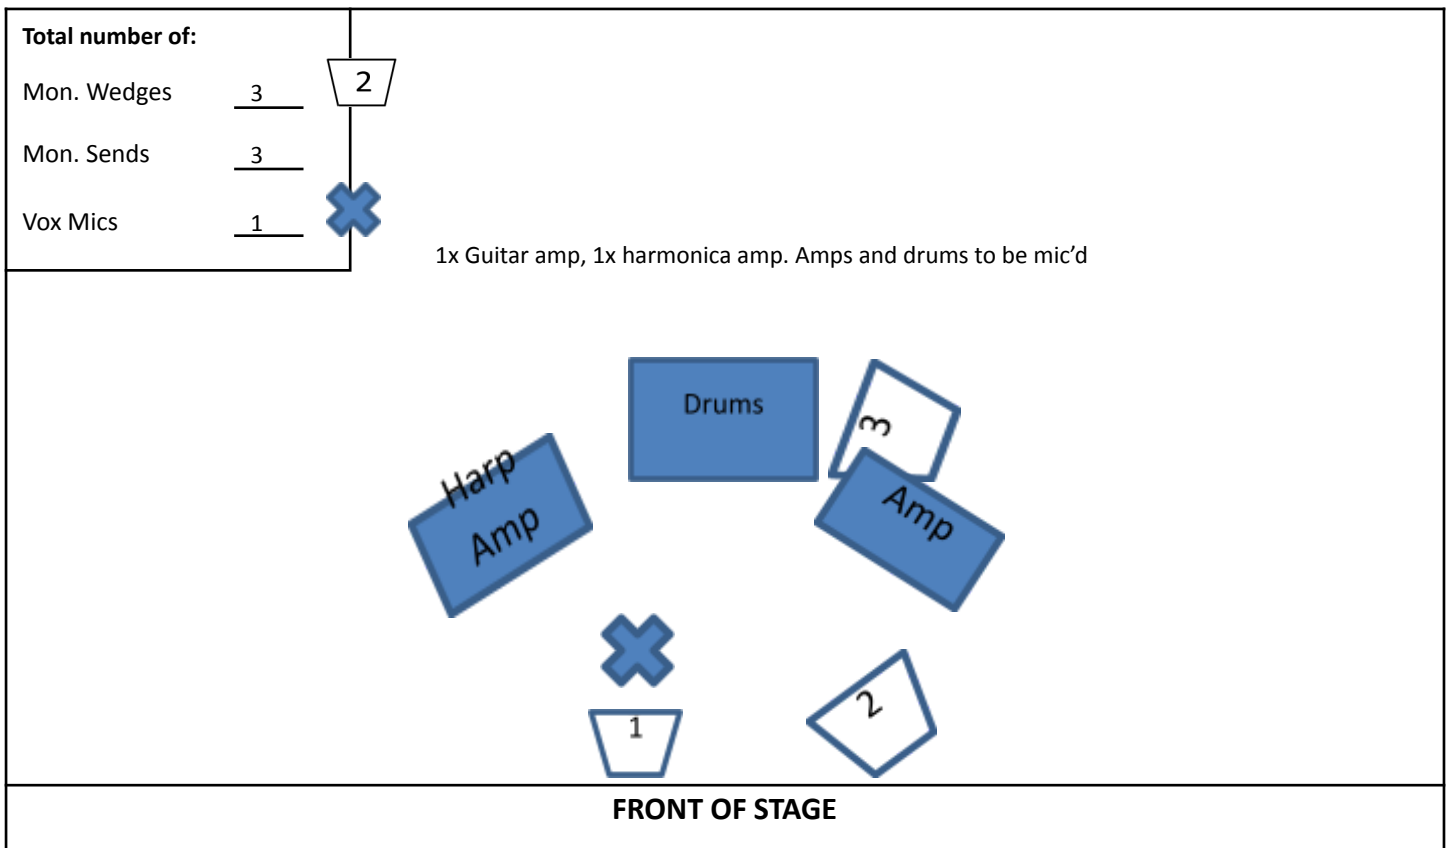 Total number of:
Mon. Wedges 3
2
Mon. Sends 3
Vox Mics 1
1x Guitar amp, 1x harmonica amp. Amps and drums to be mic’d
Drums
3
Harp
Amp
Amp
1
2
FRONT OF STAGE